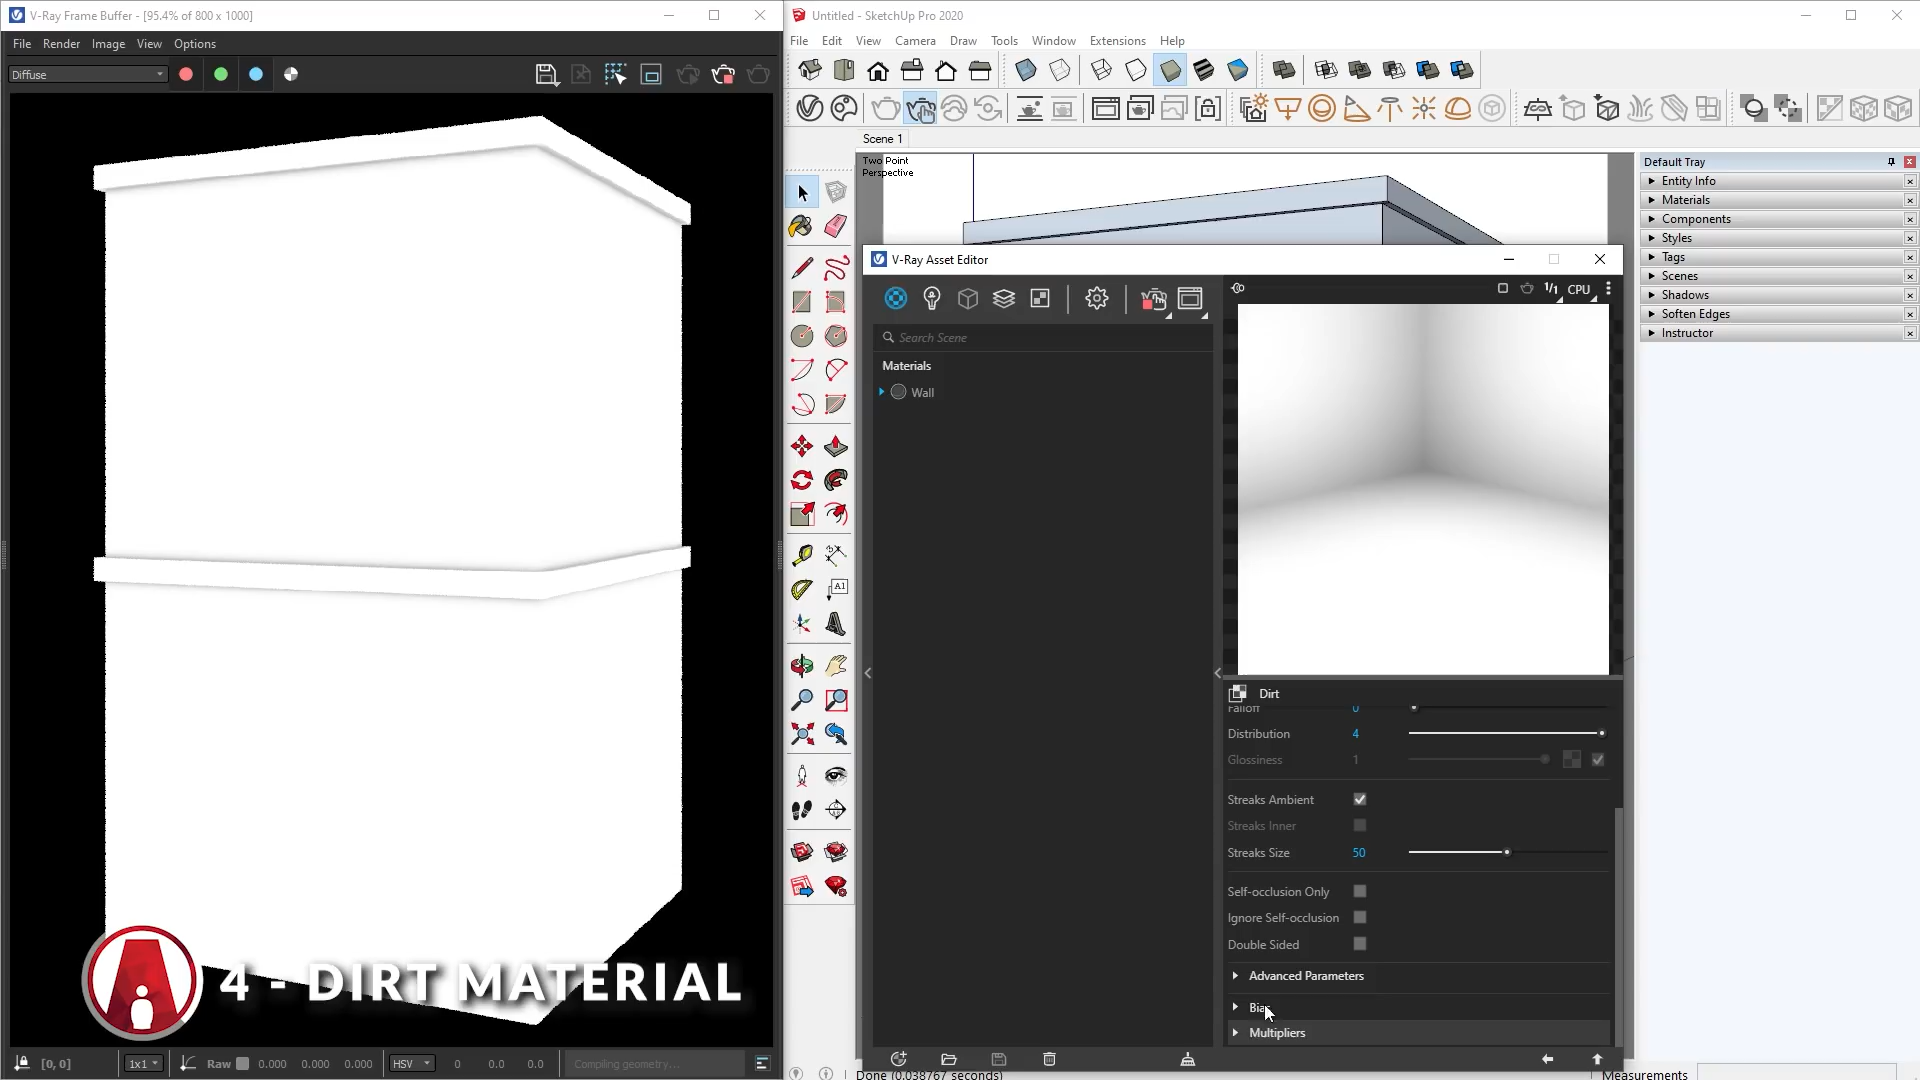 V-Ray Frame Buffer - [95.4% of 800 x 1000]
File Render Image View Options
Diffuse
4 - DIRT MATERIAL
[0, 0] 1x1 Raw 0.000 0.000 0.000 HSV 0 0.0 0.0 Compiling geometry...
Untitled - SketchUp Pro 2020
File Edit View Camera Draw Tools Window Extensions Help
Scene 1
Two Point
Perspective
A1
V-Ray Asset Editor
1/1 CPU
Search Scene
Materials
Wall
Dirt
Falloff 0
Distribution 4
Glossiness 1
Streaks Ambient
Streaks Inner
Streaks Size 50
Self-occlusion Only
Ignore Self-occlusion
Double Sided
Advanced Parameters
Multipliers
Default Tray
Entity Info
Materials
Components
Styles
Tags
Scenes
Shadows
Soften Edges
Instructor
Done (0.038767 seconds)
Measurements